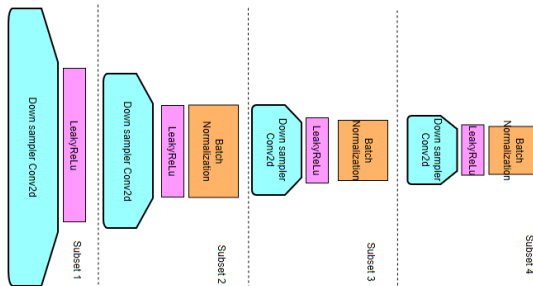 Down sampler Conv2d
LeakyReLu
Subset 1
Down sampler Conv2d
LeakyReLu
Batch
Normalization
Subset 2
Down sampler
Conv2d
LeakyReLu
Batch
Normalization
Subset 3
Down sampler
Conv2d
LeakyReLu
Batch
Normalization
Subset 4